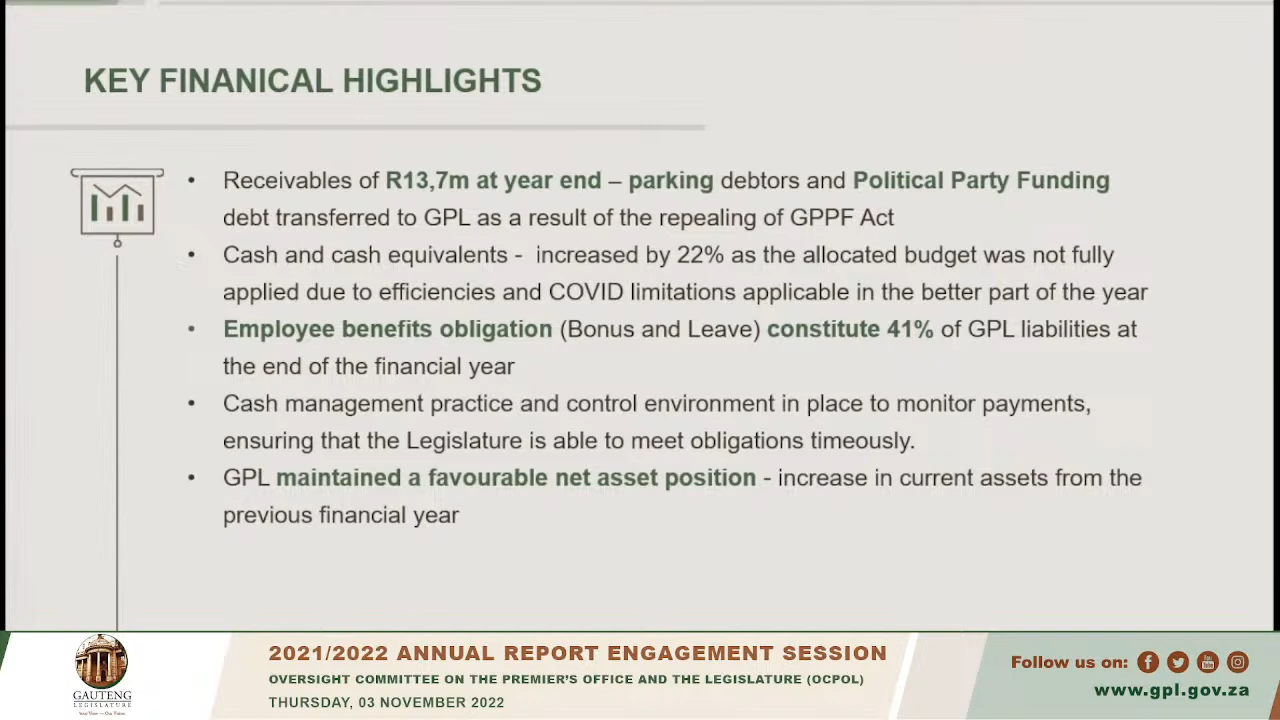 KEY FINANICAL HIGHLIGHTS
• Receivables of R13,7m at year end – parking debtors and Political Party Funding
debt transferred to GPL as a result of the repealing of GPPF Act
• Cash and cash equivalents - increased by 22% as the allocated budget was not fully
applied due to efficiencies and COVID limitations applicable in the better part of the year
• Employee benefits obligation (Bonus and Leave) constitute 41% of GPL liabilities at
the end of the financial year
• Cash management practice and control environment in place to monitor payments,
ensuring that the Legislature is able to meet obligations timeously.
• GPL maintained a favourable net asset position - increase in current assets from the
previous financial year
GAUTENG
LEGISLATURE
Your View — Our Vision
2021/2022 ANNUAL REPORT ENGAGEMENT SESSION
OVERSIGHT COMMITTEE ON THE PREMIER'S OFFICE AND THE LEGISLATURE (OCPOL)
THURSDAY, 03 NOVEMBER 2022
Follow us on:
www.gpl.gov.za